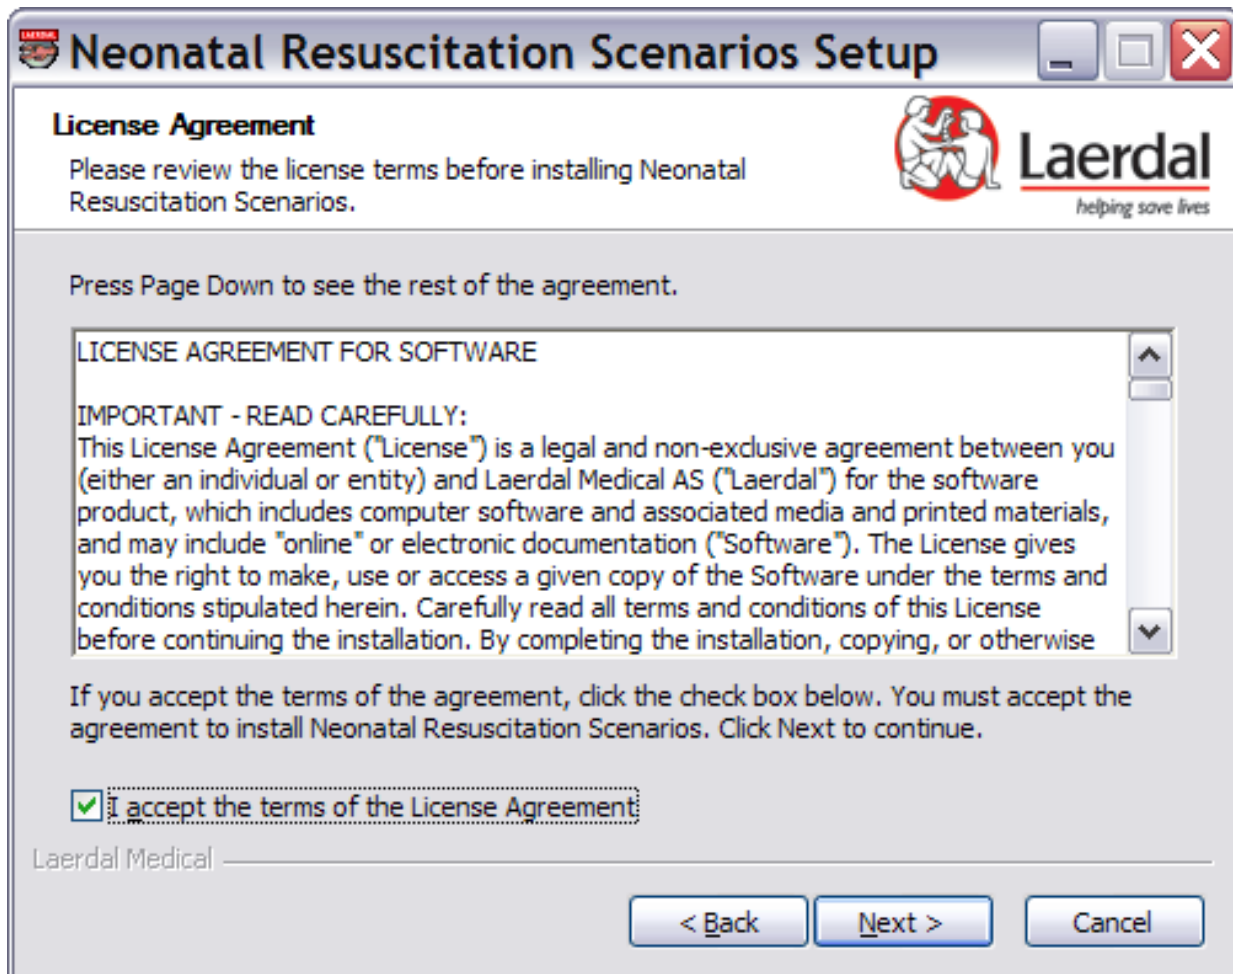 Neonatal Resuscitation Scenarios Setup
License Agreement
Please review the license terms before installing Neonatal
Resuscitation Scenarios.
Laerdal
helping save lives
Press Page Down to see the rest of the agreement.
LICENSE AGREEMENT FOR SOFTWARE
IMPORTANT - READ CAREFULLY:
This License Agreement ("License") is a legal and non-exclusive agreement between you
(either an individual or entity) and Laerdal Medical AS ("Laerdal") for the software
product, which includes computer software and associated media and printed materials,
and may include "online" or electronic documentation ("Software"). The License gives
you the right to make, use or access a given copy of the Software under the terms and
conditions stipulated herein. Carefully read all terms and conditions of this License
before continuing the installation. By completing the installation, copying, or otherwise
If you accept the terms of the agreement, click the check box below. You must accept the
agreement to install Neonatal Resuscitation Scenarios. Click Next to continue.
I accept the terms of the License Agreement
Laerdal Medical
< Back Next > Cancel